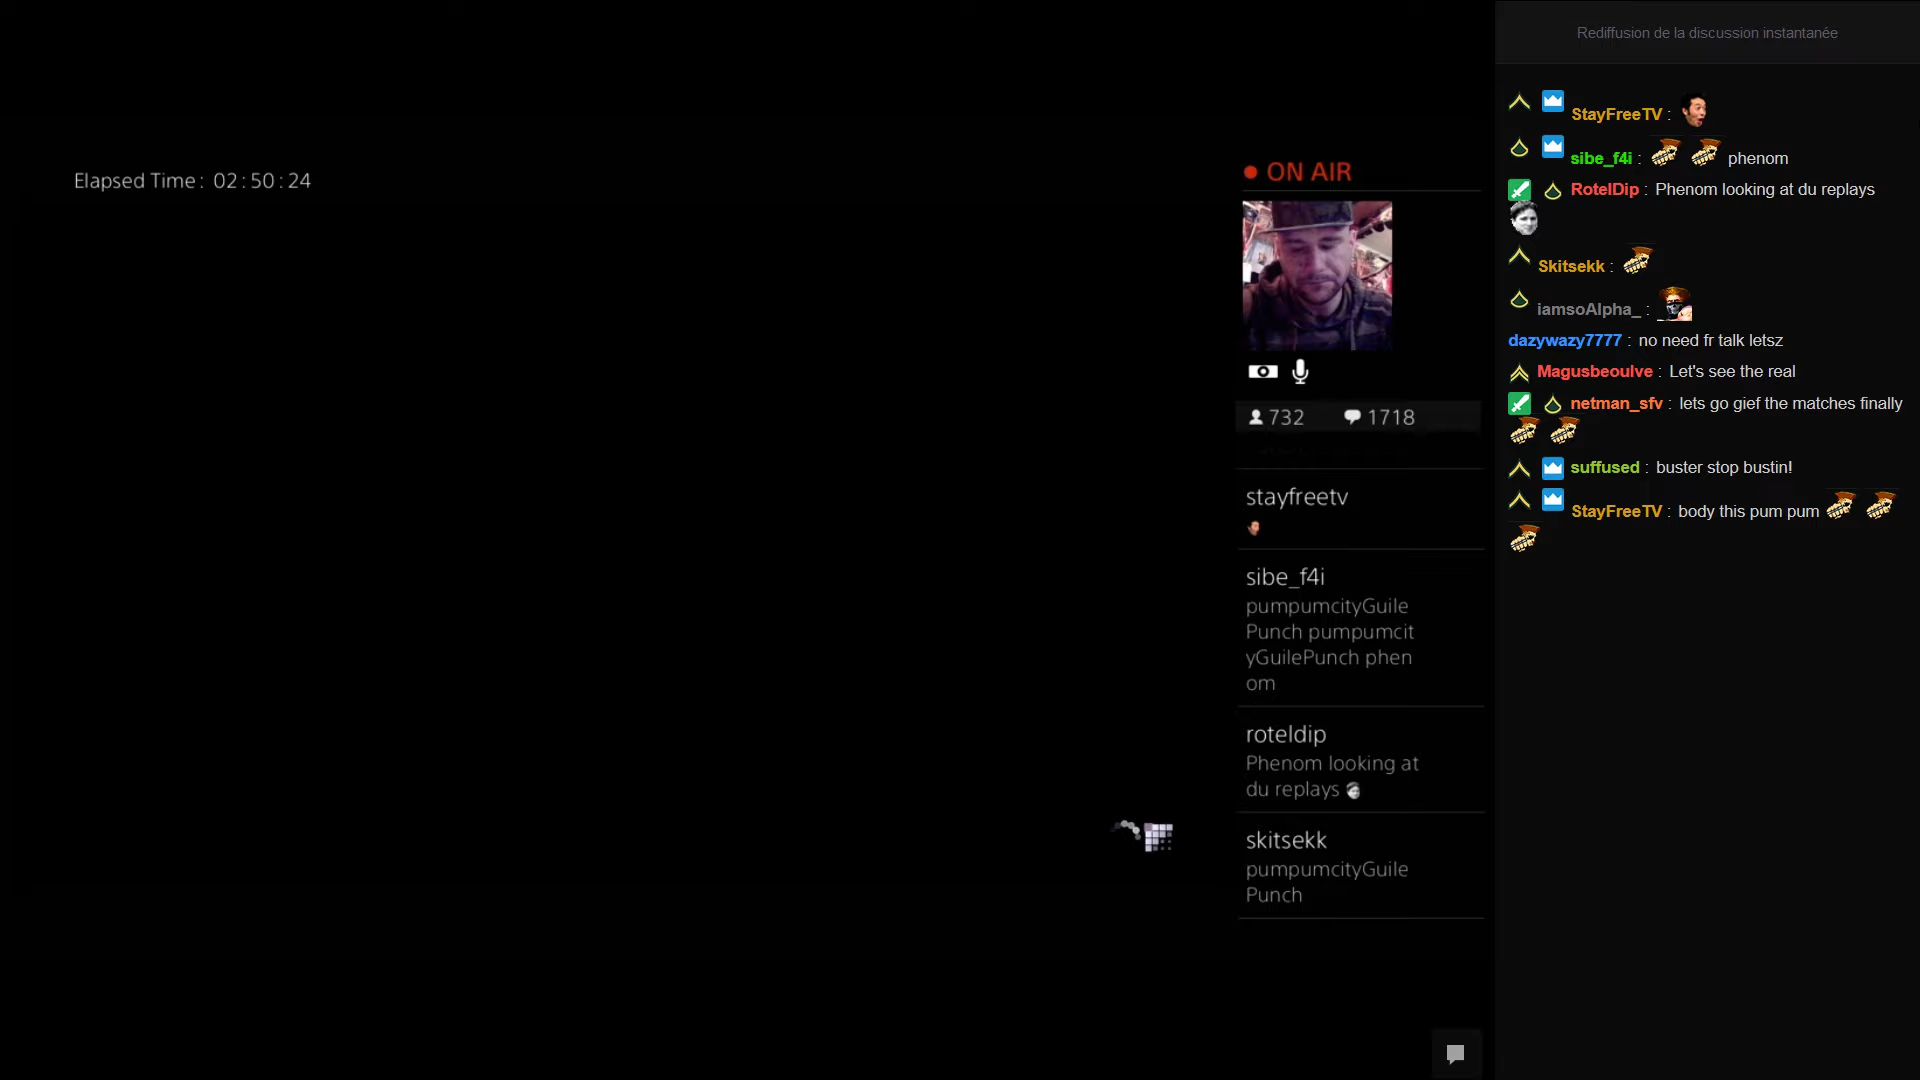 Elapsed Time: 02:50:24
ON AIR
732 1718
stayfreetv
sibe_f4i
pumpumcityGuile
Punch pumpumcit
yGuilePunch phen
om
roteldip
Phenom looking at
du replays
skitsekk
pumpumcityGuile
Punch
Rediffusion de la discussion instantanée
StayFreeTV :
sibe_f4i : phenom
RotelDip : Phenom looking at du replays
Skitsekk :
iamsoAlpha_ :
dazywazy7777 : no need fr talk letsz
Magusbeoulve : Let's see the real
netman_sfv : lets go gief the matches finally
suffused : buster stop bustin!
StayFreeTV : body this pum pum